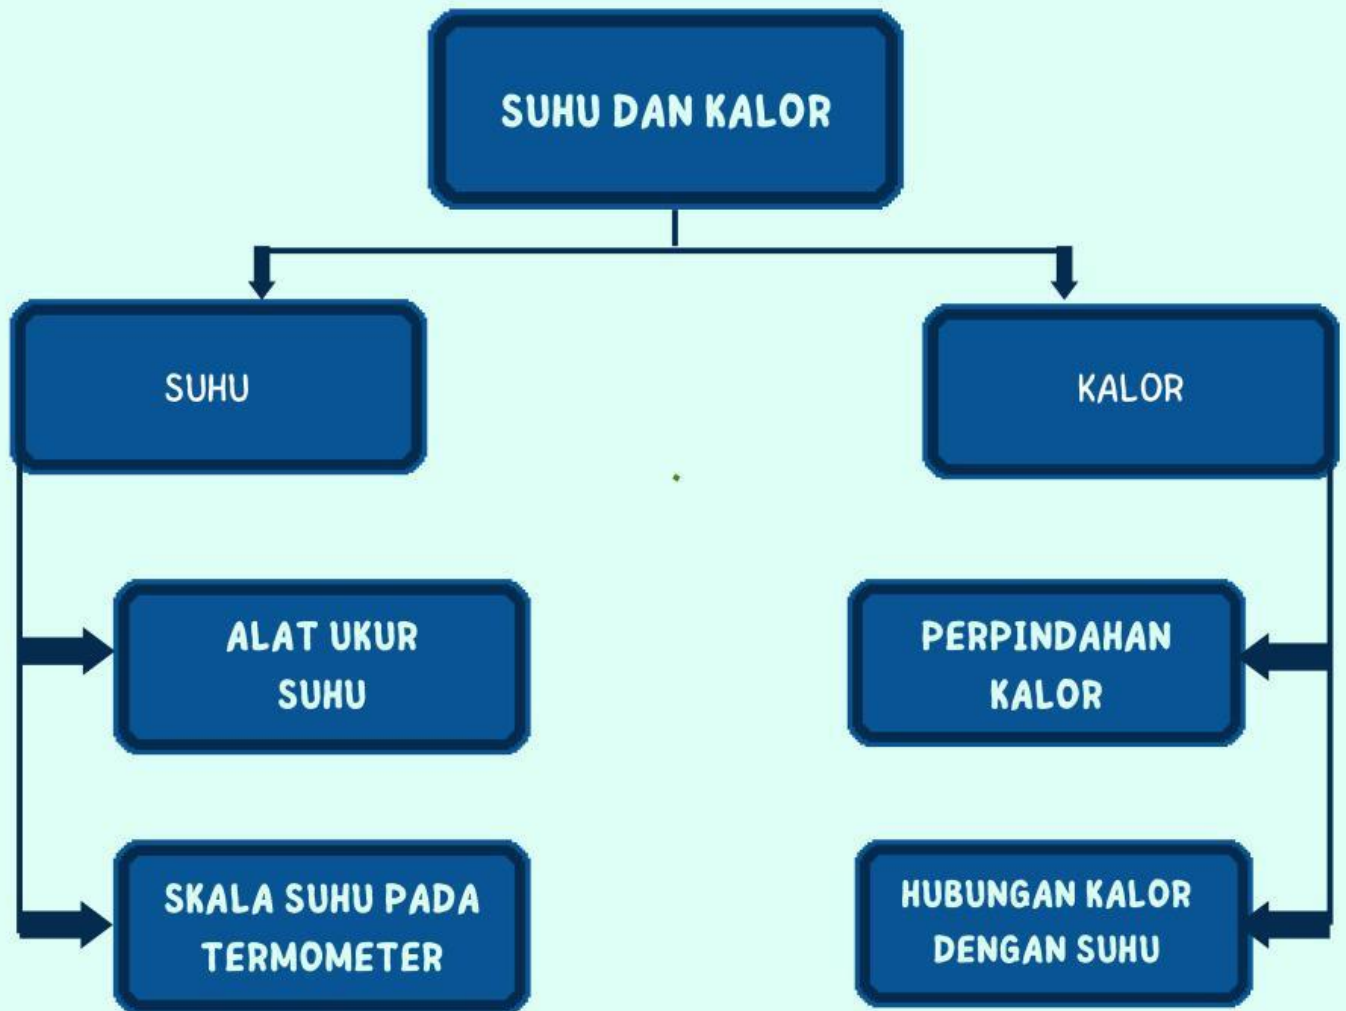 SUHU DAN KALOR
SUHU
KALOR
ALAT UKUR
SUHU
PERPINDAHAN
KALOR
SKALA SUHU PADA
TERMOMETER
HUBUNGAN KALOR
DENGAN SUHU